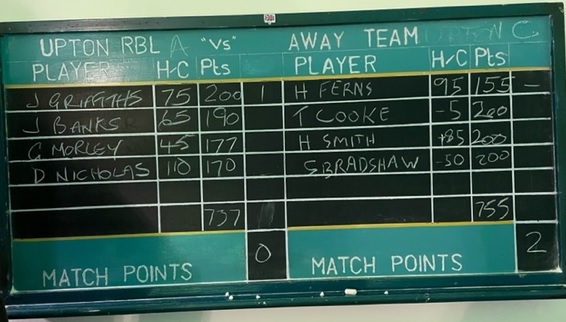 UPTON RBL A "VS" AWAY TEAM UPTON C
PLAYER H/C Pts PLAYER H/C Pts
J GRIFFITHS 75 200 1 H FERNS 95 155 -
J BANKS 65 190 T COOKE -5 200
G MORLEY 45 177 H SMITH +85 200
D NICHOLAS 110 170 S BRADSHAW -50 200
737 755
MATCH POINTS 0 MATCH POINTS 2